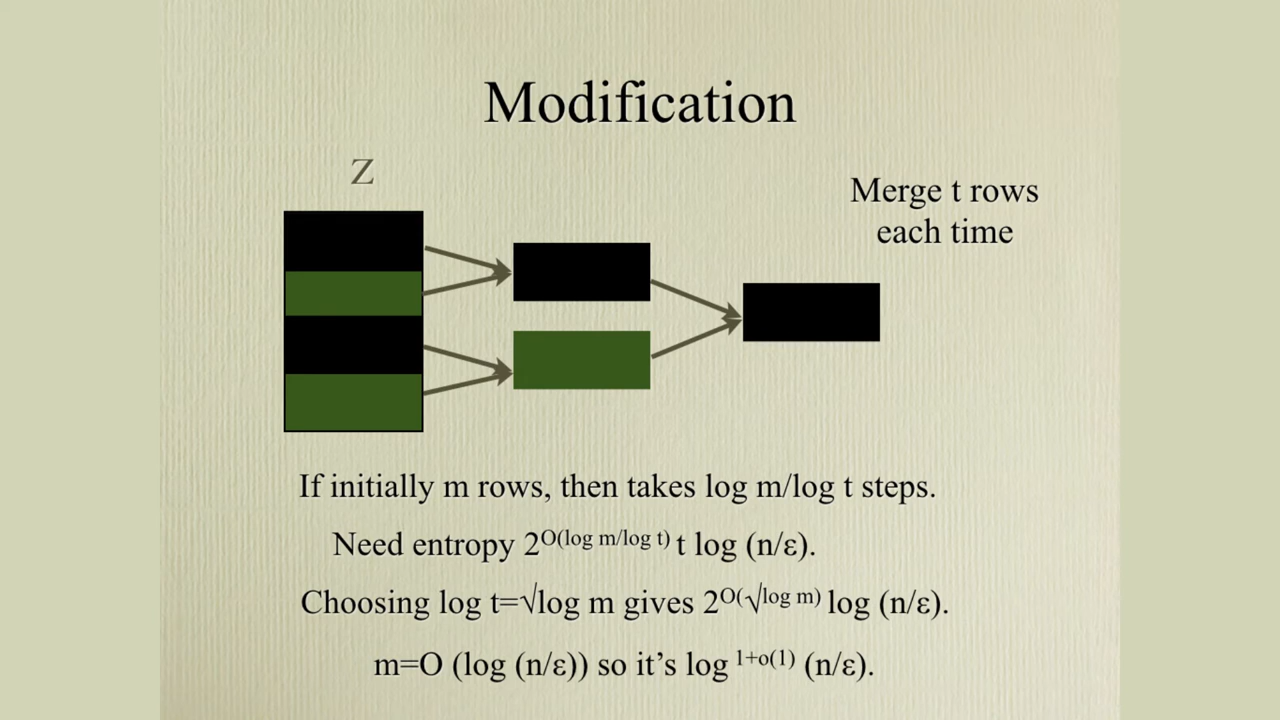 Modification
Z
Merge t rows
each time
If initially m rows, then takes log m/log t steps.
Need entropy 2^O(log m/log t) t log (n/ε).
Choosing log t=√log m gives 2^O(√log m) log (n/ε).
m=O (log (n/ε)) so it’s log ^1+o(1) (n/ε).